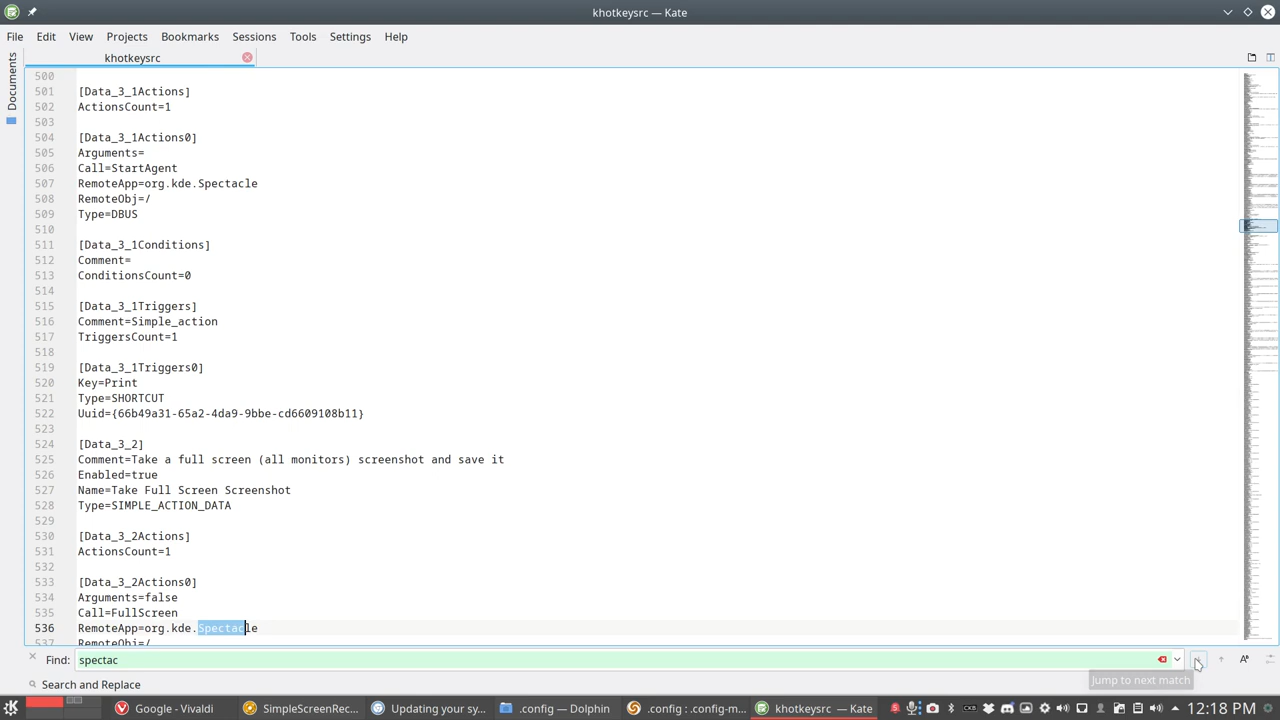 khotkeysrc — Kate
File Edit View Projects Bookmarks Sessions Tools Settings Help
khotkeysrc
Documents
500
501 [Data_3_1Actions]
502 ActionsCount=1
503
504 [Data_3_1Actions0]
505 Arguments=
506 Call=StartAgent
507 RemoteApp=org.kde.Spectacle
508 RemoteObj=/
509 Type=DBUS
510
511 [Data_3_1Conditions]
512 Comment=
513 ConditionsCount=0
514
515 [Data_3_1Triggers]
516 Comment=Simple_action
517 TriggersCount=1
518
519 [Data_3_1Triggers0]
520 Key=Print
521 Type=SHORTCUT
522 Uuid={66b49a31-65a2-4da9-9bbe-cd6609108b11}
523
524 [Data_3_2]
525 Comment=Take a full screen (all monitors) screenshot and save it
526 Enabled=true
527 Name=Take Full Screen Screenshot
528 Type=SIMPLE_ACTION_DATA
529
530 [Data_3_2Actions]
531 ActionsCount=1
532
533 [Data_3_2Actions0]
534 Arguments=false
535 Call=FullScreen
536 RemoteApp=org.kde.Spectacle
537 RemoteObj=/
Find: spectac
Jump to next match
Search and Replace
Google - Vivaldi SimpleScreenRec... Updating your sy... .config — Dolphin .config : .config-m... khotkeysrc — Kate 12:18 PM